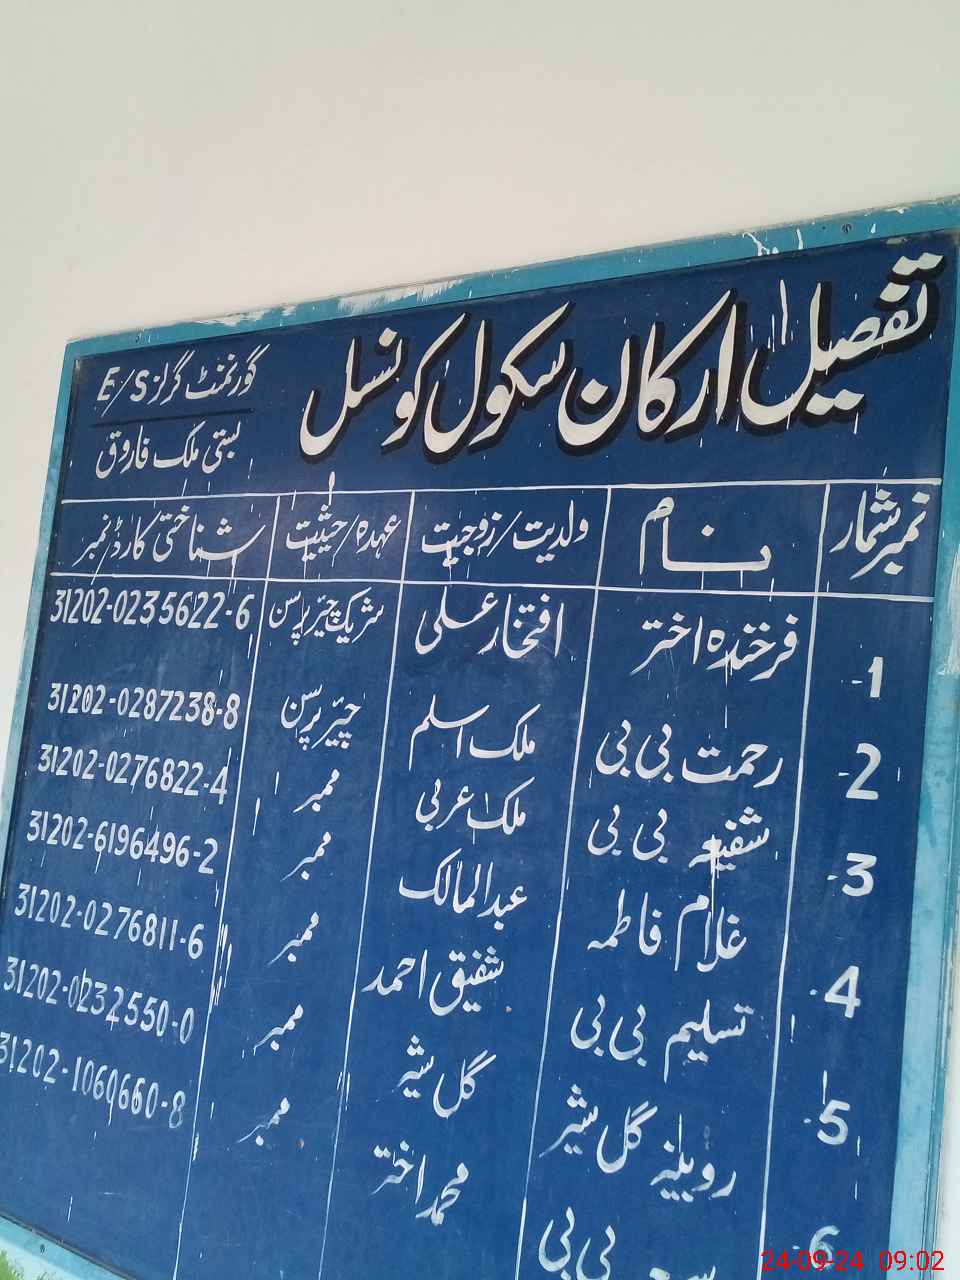 تفصیل ارکان سکول کونسل
گورنمنٹ گرلز E/S
بستی ملک فاروق
نمبر شمار نام ولدیت/زوجیت عہدہ/حیثیت شناختی کارڈ نمبر
1- فرخندہ اختر افتخار علی شریک چیئرپرسن 31202-0235622-6
2- رحمت بی بی ملک اسلم چیئرپرسن 31202-0287238-8
3- شفیعہ بی بی ملک عربی ممبر 31202-0276822-4
4- غلام فاطمہ عبدالمالک ممبر 31202-6196496-2
5- تسلیم بی بی شفیق احمد ممبر 31202-0276811-6
6- روبینہ گل شیر گل شیر ممبر 31202-0232550-0
بی بی محمد اختر ممبر 31202-1060660-8
24-09-24 09:02